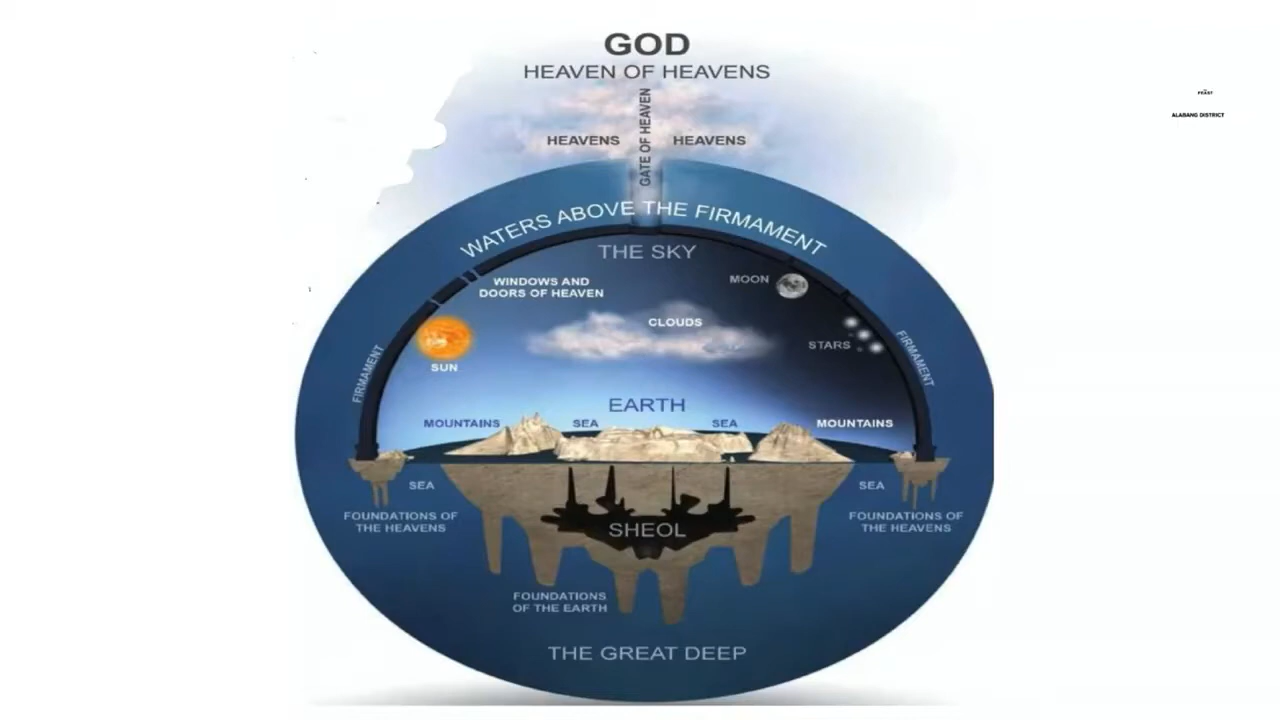 GOD
HEAVEN OF HEAVENS
GATE OF HEAVEN
HEAVENS
HEAVENS
FEAST
ALABANG DISTRICT
WATERS ABOVE THE FIRMAMENT
THE SKY
WINDOWS AND
DOORS OF HEAVEN
MOON
CLOUDS
STARS
SUN
FIRMAMENT
FIRMAMENT
EARTH
MOUNTAINS
SEA
SEA
MOUNTAINS
SEA
SEA
FOUNDATIONS OF
THE HEAVENS
FOUNDATIONS OF
THE HEAVENS
SHEOL
FOUNDATIONS
OF THE EARTH
THE GREAT DEEP